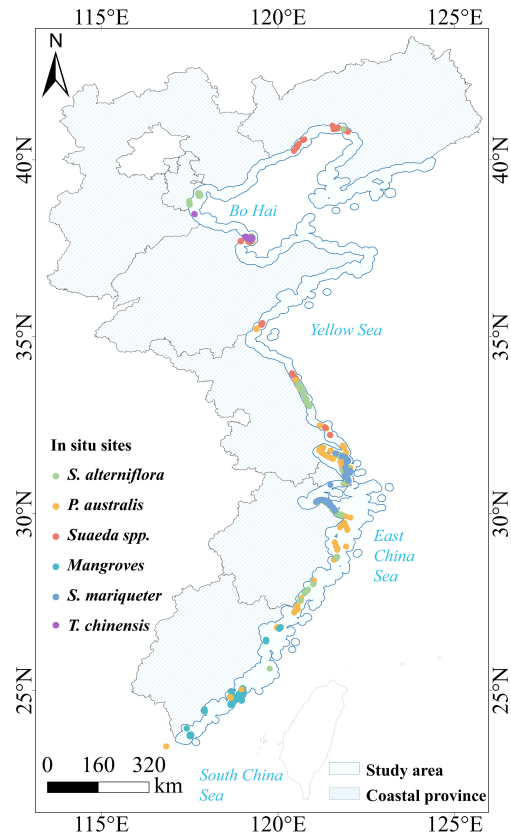 115°E 120°E 125°E
N
40°N 40°N
Bo Hai
Yellow Sea
35°N 35°N
In situ sites
S. alterniflora
P. australis
Suaeda spp.
Mangroves
S. mariqueter
T. chinensis
30°N 30°N
East
China
Sea
25°N 25°N
0 160 320
km
South China
Sea
Study area
Coastal province
115°E 120°E 125°E